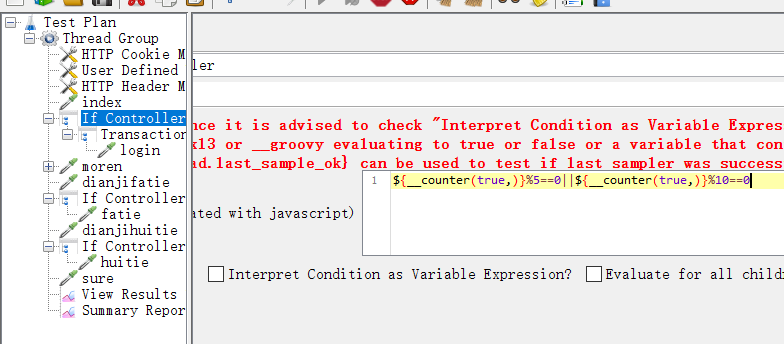 Test Plan
Thread Group
HTTP Cookie M
User Defined
HTTP Header M
index
If Controller
Transaction
login
moren
dianjifatie
If Controller
fatie
dianjihuitie
If Controller
huitie
sure
View Results
Summary Repor
ler
nce it is advised to check "Interpret Condition as Variable Expres
x13 or __groovy evaluating to true or false or a variable that con
ad.last_sample_ok} can be used to test if last sampler was success
1 ${__counter(true,)}%5==0||${__counter(true,)}%10==0
ated with javascript)
Interpret Condition as Variable Expression? Evaluate for all child